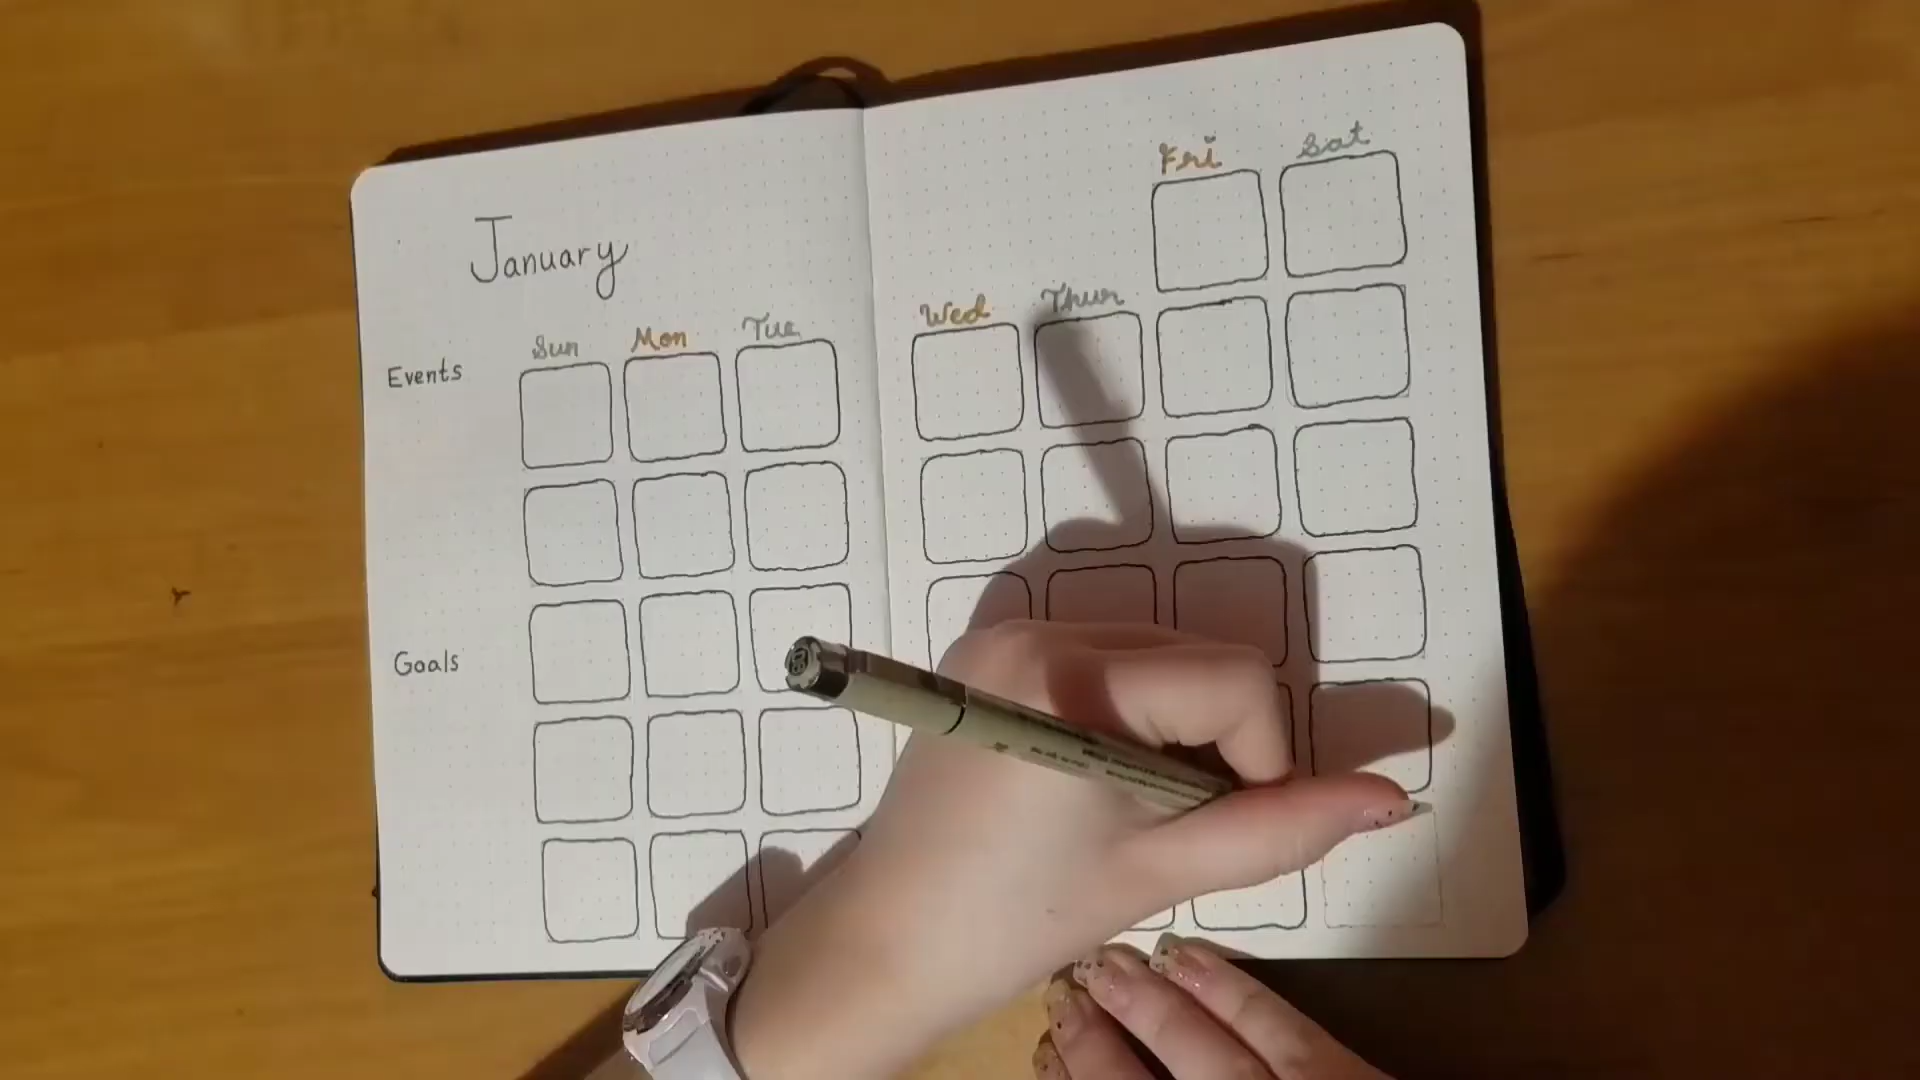 January
Fri Sat
Sun Mon Tue Wed Thur
Events
Goals